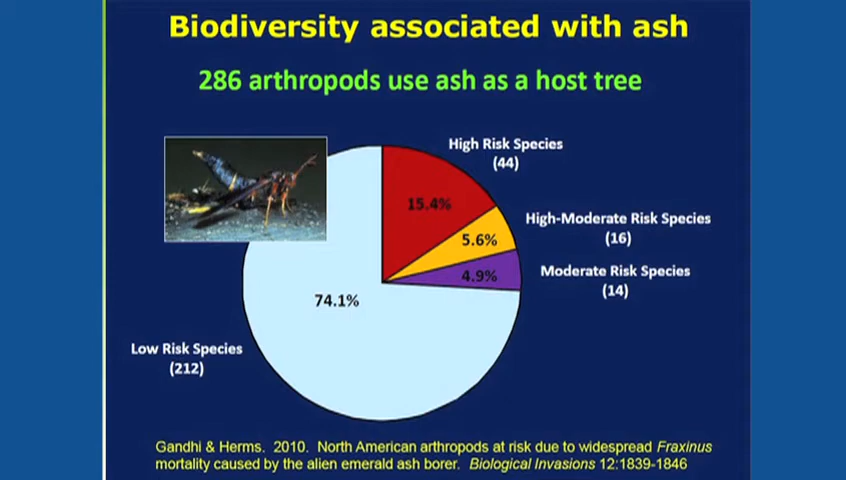 Biodiversity associated with ash
286 arthropods use ash as a host tree
High Risk Species
(44)
15.4%
High-Moderate Risk Species
(16)
5.6%
Moderate Risk Species
(14)
4.9%
74.1%
Low Risk Species
(212)
Gandhi & Herms. 2010. North American arthropods at risk due to widespread Fraxinus
mortality caused by the alien emerald ash borer. Biological Invasions 12:1839-1846